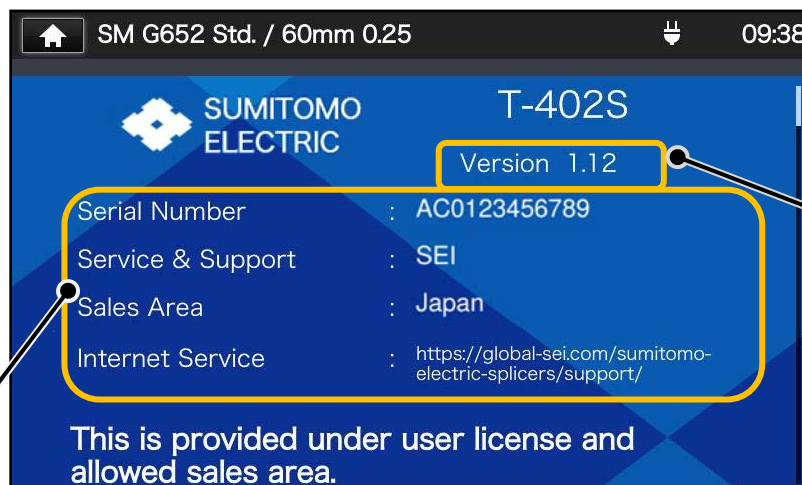 SM G652 Std. / 60mm 0.25 09:38
SUMITOMO
ELECTRIC
T-402S
Version 1.12
Serial Number : AC0123456789
Service & Support : SEI
Sales Area : Japan
Internet Service : https://global-sei.com/sumitomo-
electric-splicers/support/
This is provided under user license and
allowed sales area.